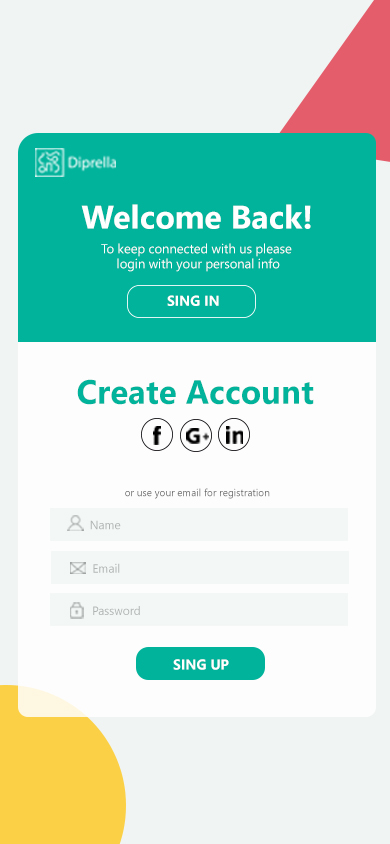 Diprella
Welcome Back!
To keep connected with us please
login with your personal info
SING IN
Create Account
f G+ in
or use your email for registration
Name
Email
Password
SING UP